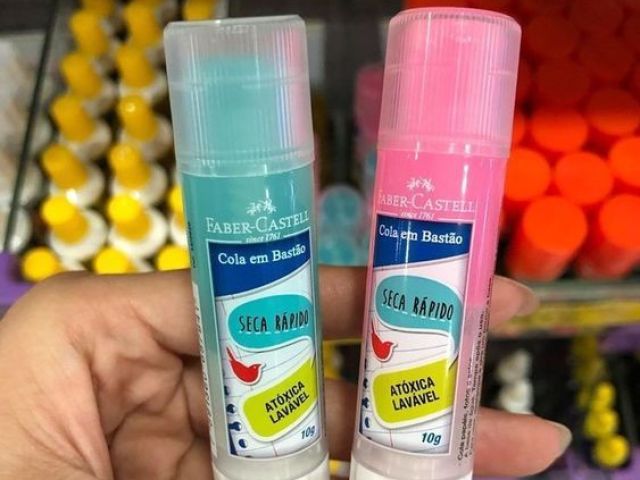 FABER-CASTELL
since 1761
Cola em Bastão
SECA RÁPIDO
ATÓXICA
LAVÁVEL
10g
FABER-CASTELL
since 1761
Cola em Bastão
SECA RÁPIDO
ATÓXICA
LAVÁVEL
10g